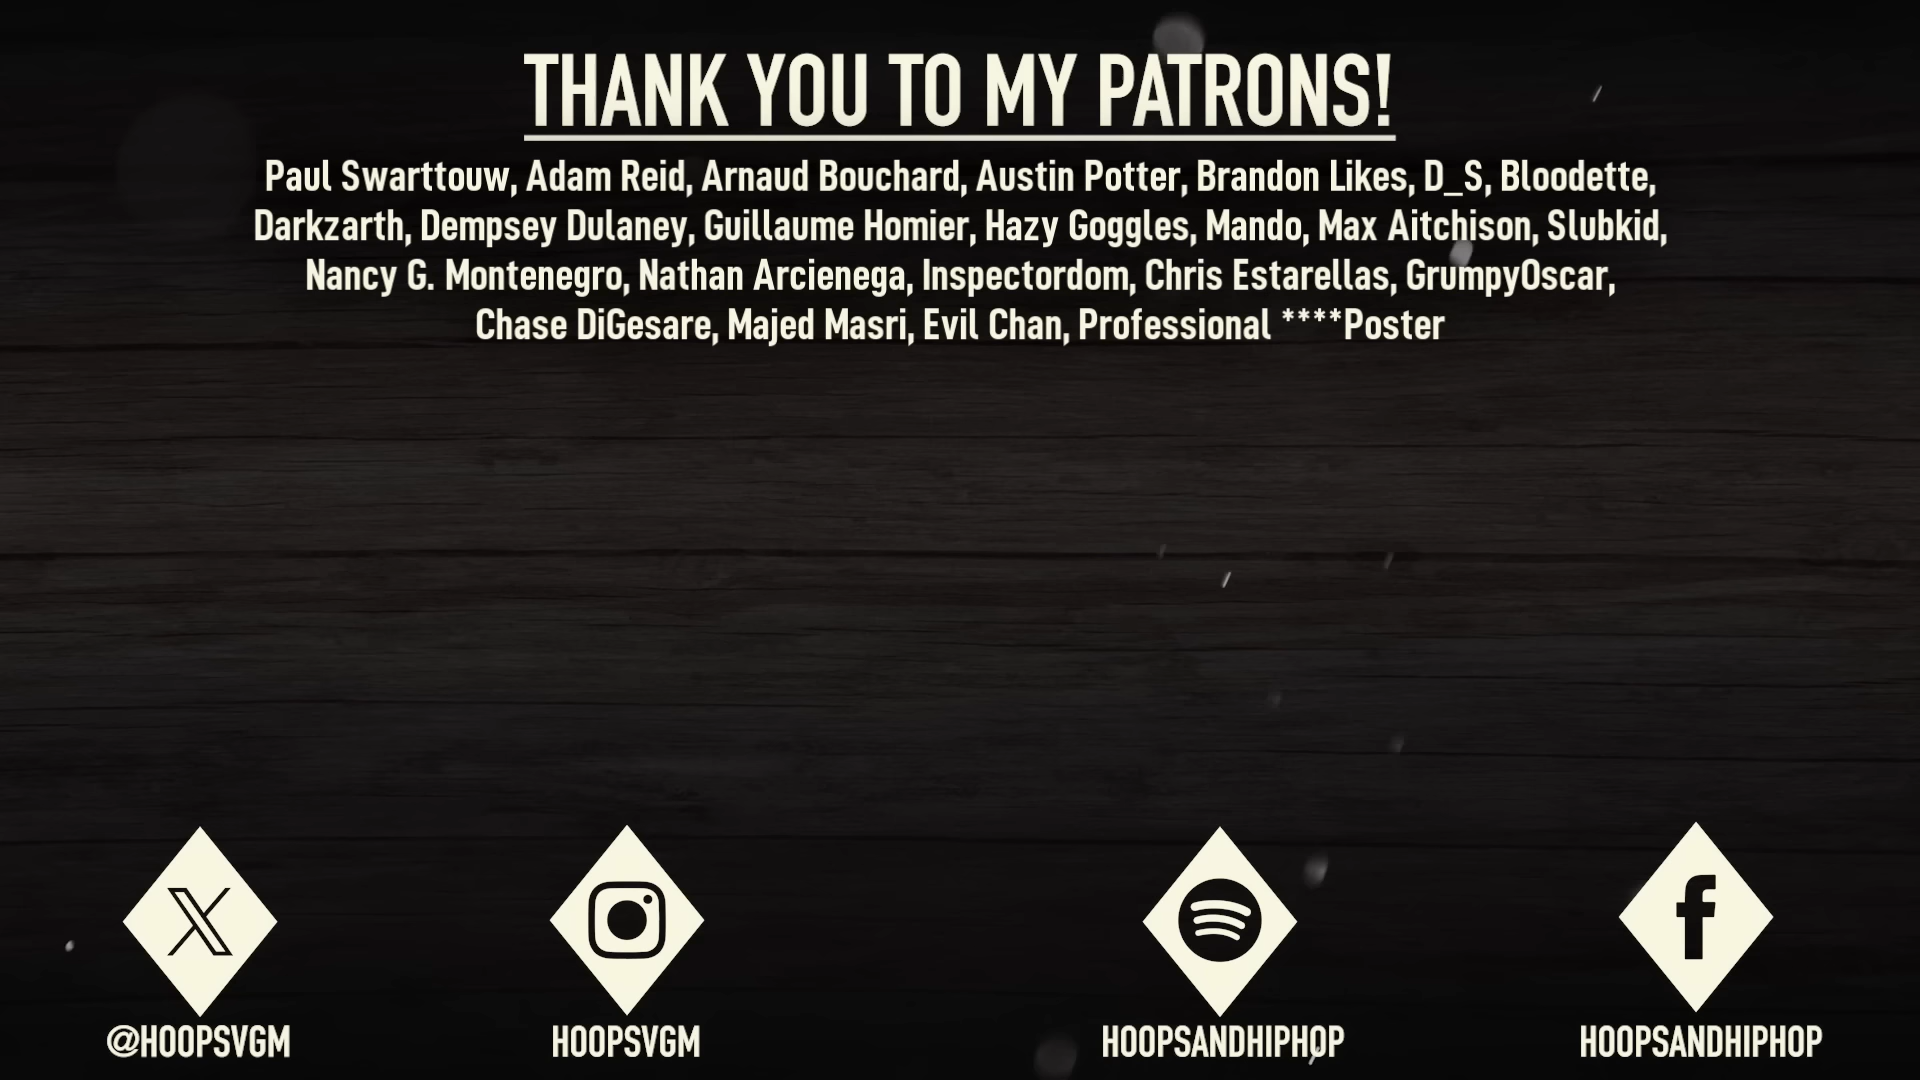 THANK YOU TO MY PATRONS!
Paul Swarttouw, Adam Reid, Arnaud Bouchard, Austin Potter, Brandon Likes, D_S, Bloodette,
Darkzarth, Dempsey Dulaney, Guillaume Homier, Hazy Goggles, Mando, Max Aitchison, Slubkid,
Nancy G. Montenegro, Nathan Arcienega, Inspectordom, Chris Estarellas, GrumpyOscar,
Chase DiGesare, Majed Masri, Evil Chan, Professional ****Poster
@HOOPSVGM
HOOPSVGM
HOOPSANDHIPHOP
HOOPSANDHIPHOP